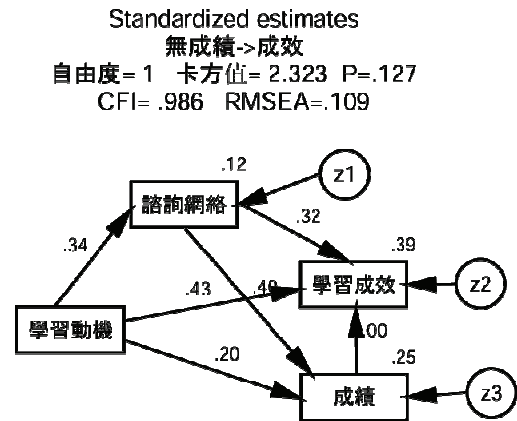 Standardized estimates
無成績->成效
自由度= 1 卡方值= 2.323 P=.127
CFI= .986 RMSEA=.109
.12
z1
諮詢網絡
.32
.34
.39
.43
.40
學習成效
z2
學習動機
.00
.20
.25
成績
z3